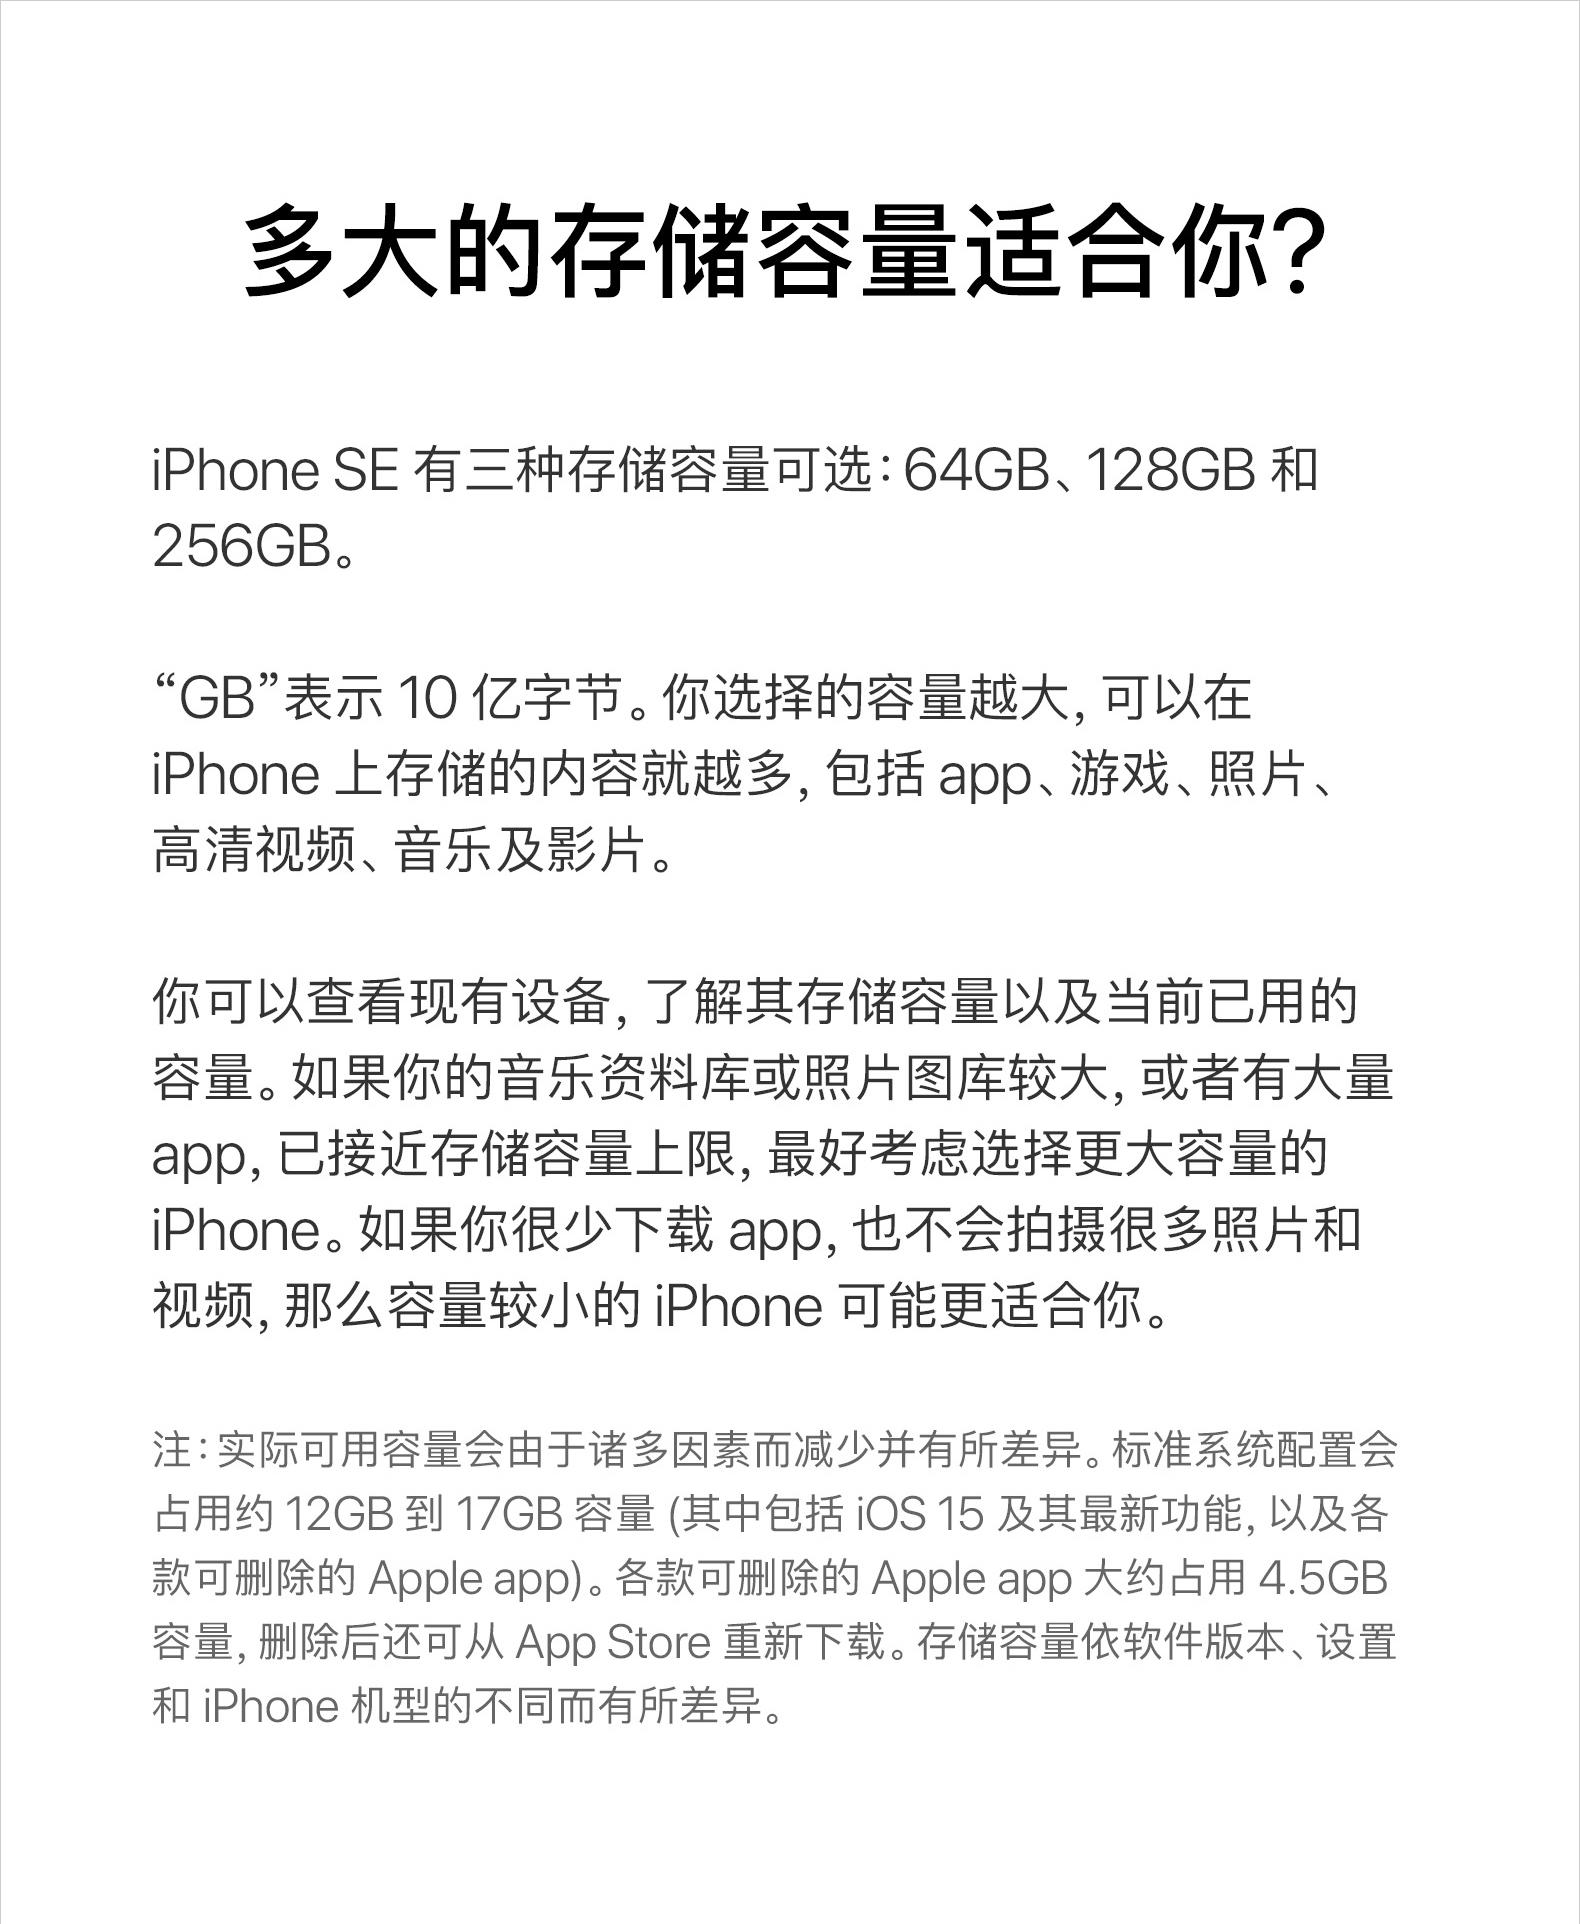 多大的存储容量适合你?
iPhone SE 有三种存储容量可选：64GB、128GB 和
256GB。
“GB”表示 10 亿字节。你选择的容量越大，可以在
iPhone 上存储的内容就越多，包括 app、游戏、照片、
高清视频、音乐及影片。
你可以查看现有设备，了解其存储容量以及当前已用的
容量。如果你的音乐资料库或照片图库较大，或者有大量
app，已接近存储容量上限，最好考虑选择更大容量的
iPhone。如果你很少下载 app，也不会拍摄很多照片和
视频，那么容量较小的 iPhone 可能更适合你。
注：实际可用容量会由于诸多因素而减少并有所差异。标准系统配置会
占用约 12GB 到 17GB 容量 (其中包括 iOS 15 及其最新功能，以及各
款可删除的 Apple app)。各款可删除的 Apple app 大约占用 4.5GB
容量，删除后还可从 App Store 重新下载。存储容量依软件版本、设置
和 iPhone 机型的不同而有所差异。